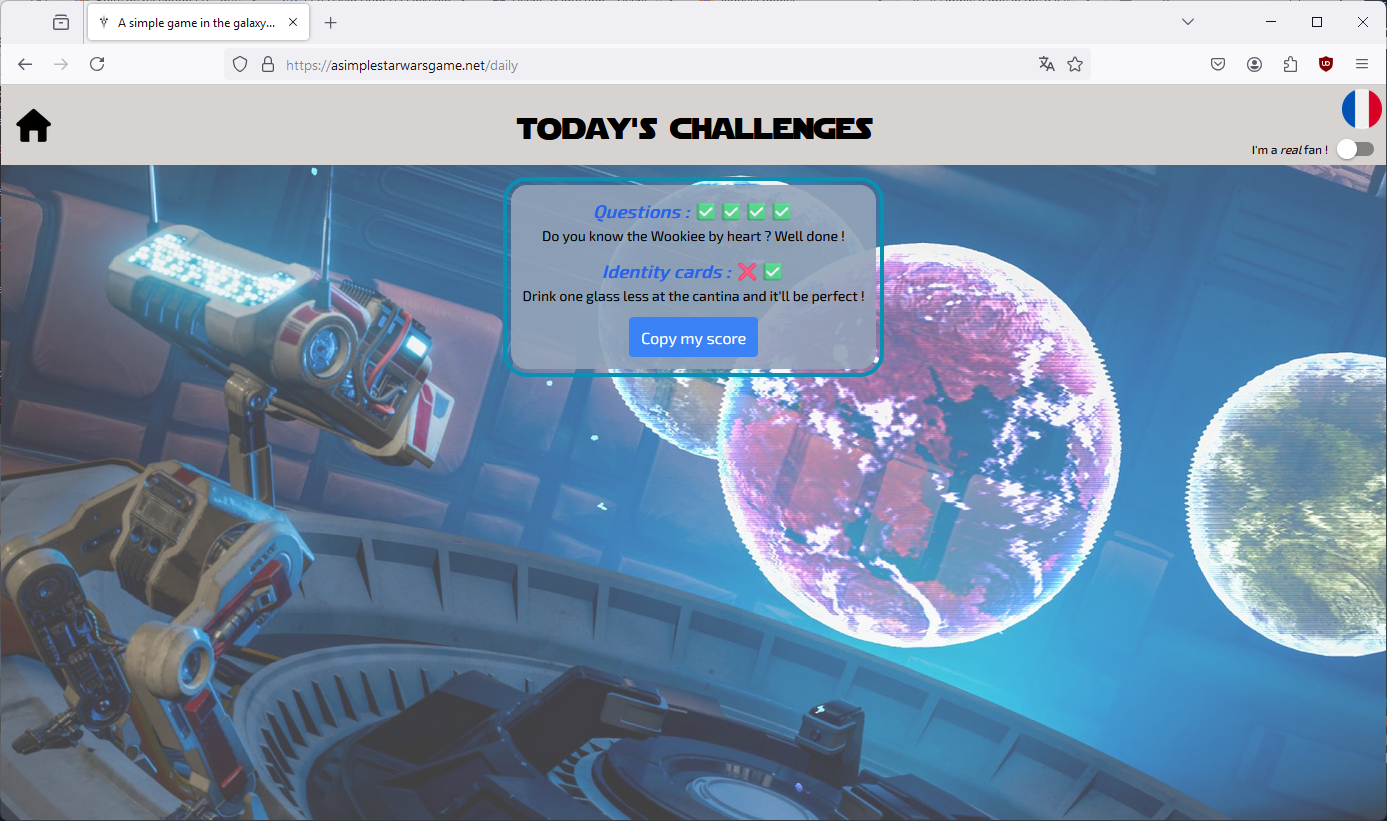 A simple game in the galaxy...
https://asimplestarwarsgame.net/daily
TODAY'S CHALLENGES
I'm a real fan !
Questions : ✅ ✅ ✅ ✅
Do you know the Wookiee by heart ? Well done !
Identity cards : ❌ ✅
Drink one glass less at the cantina and it'll be perfect !
Copy my score